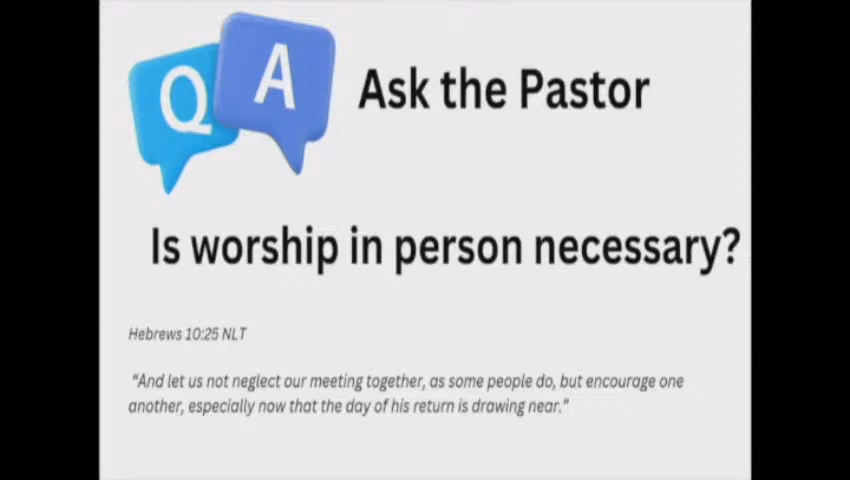 Q A
Ask the Pastor
Is worship in person necessary?
Hebrews 10:25 NLT
“And let us not neglect our meeting together, as some people do, but encourage one
another, especially now that the day of his return is drawing near.”